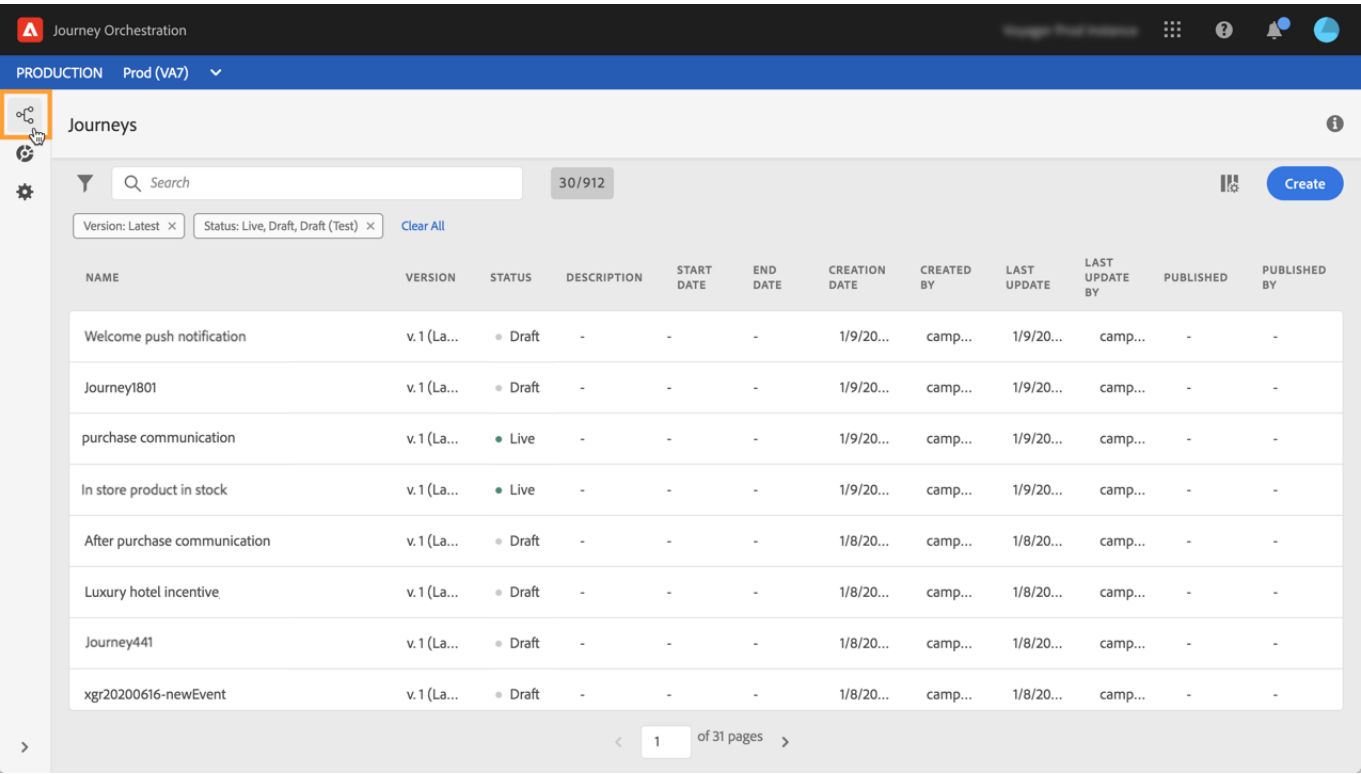 Journey Orchestration
PRODUCTION Prod (VA7)
Journeys
Search 30/912 Create
Version: Latest × Status: Live, Draft, Draft (Test) × Clear All
NAME VERSION STATUS DESCRIPTION START DATE END DATE CREATION DATE CREATED BY LAST UPDATE LAST UPDATE BY PUBLISHED PUBLISHED BY
Welcome push notification v. 1 (La... Draft - - - 1/9/20... camp... 1/9/20... camp... - -
Journey1801 v. 1 (La... Draft - - - 1/9/20... camp... 1/9/20... camp... - -
purchase communication v. 1 (La... Live - - - 1/9/20... camp... 1/9/20... camp... - -
In store product in stock v. 1 (La... Live - - - 1/9/20... camp... 1/9/20... camp... - -
After purchase communication v. 1 (La... Draft - - - 1/8/20... camp... 1/8/20... camp... - -
Luxury hotel incentive v. 1 (La... Draft - - - 1/8/20... camp... 1/8/20... camp... - -
Journey441 v. 1 (La... Draft - - - 1/8/20... camp... 1/8/20... camp... - -
xgr20200616-newEvent v. 1 (La... Draft - - - 1/8/20... camp... 1/8/20... camp... - -
1 of 31 pages